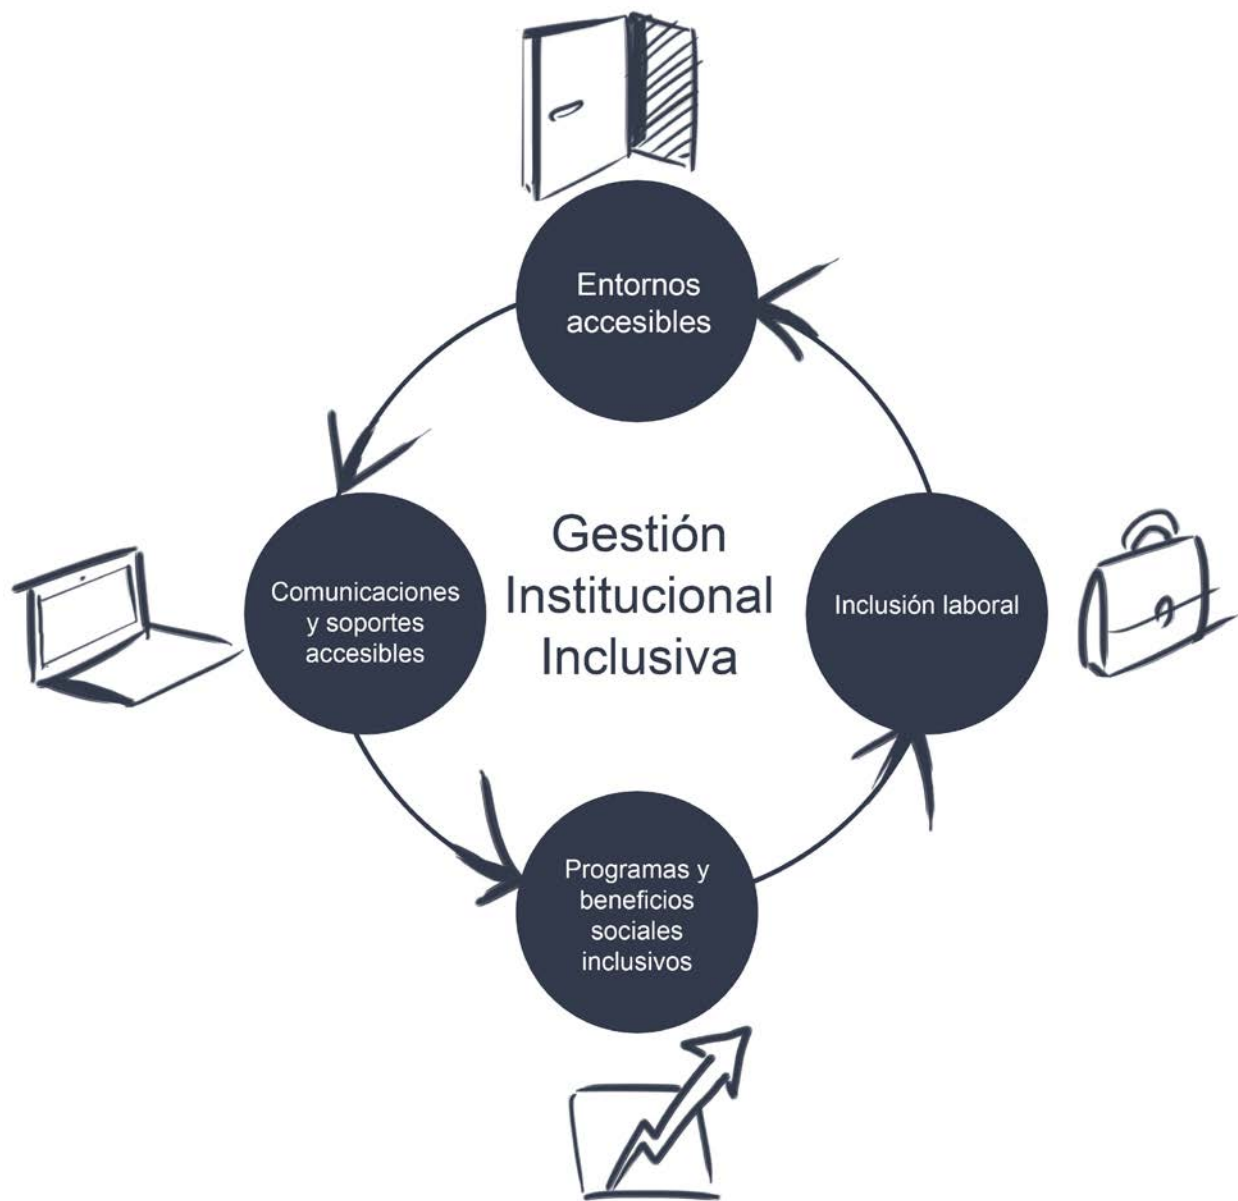 Entornos
accesibles
Gestión
Institucional
Inclusiva
Comunicaciones
y soportes
accesibles
Inclusión laboral
Programas y
beneficios
sociales
inclusivos